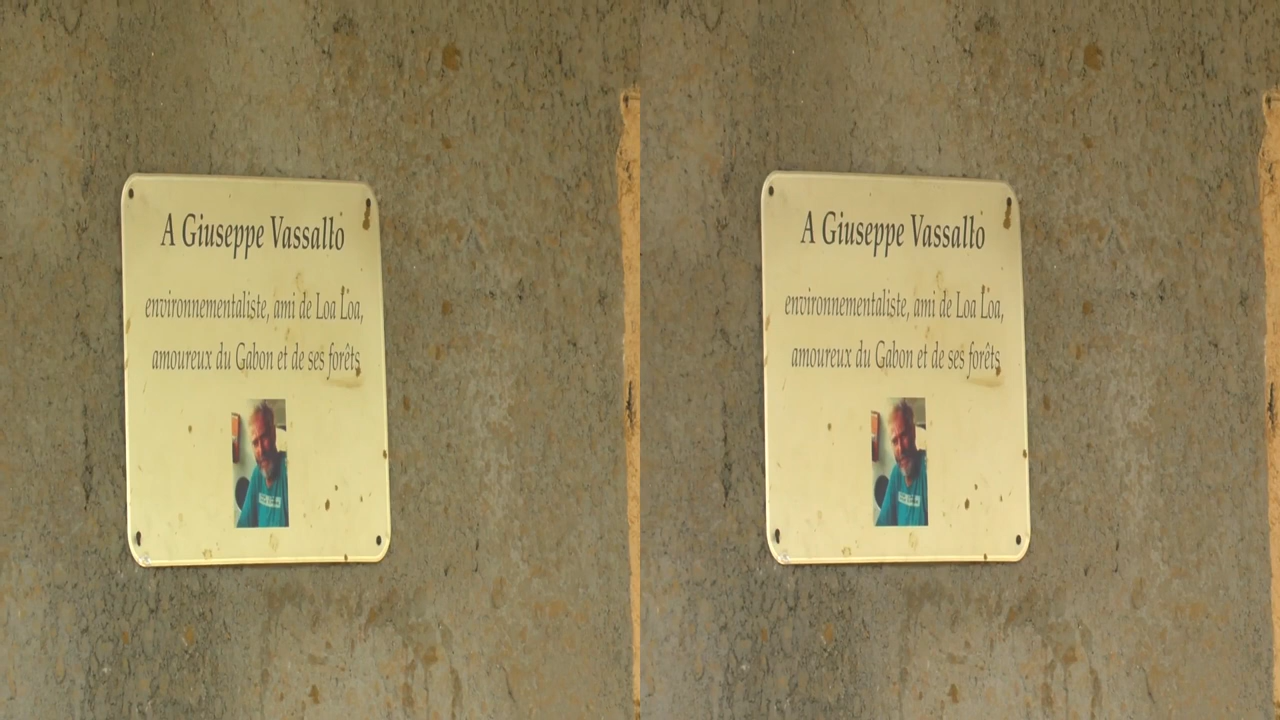 A Giuseppe Vassallo
environnementaliste, ami de Loa Loa,
amoureux du Gabon et de ses forêts
A Giuseppe Vassallo
environnementaliste, ami de Loa Loa,
amoureux du Gabon et de ses forêts